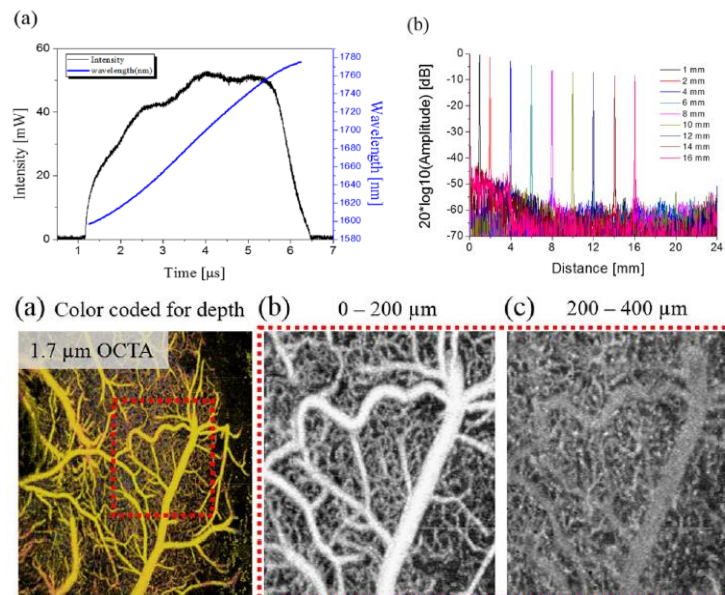 (a)
Intensity
wavelength(nm)
60
40
20
0
Intensity [mW]
1
2
3
4
5
6
7
Time [µs]
1780
1760
1740
1720
1700
1680
1660
1640
1620
1600
1580
Wavelength [nm]
(b)
0
-10
-20
-30
-40
-50
-60
-70
20*log10(Amplitude) [dB]
1 mm
2 mm
4 mm
6 mm
8 mm
10 mm
12 mm
14 mm
16 mm
0 4 8 12 16 20 24
Distance [mm]
(a) Color coded for depth
1.7 µm OCTA
(b) 0 – 200 µm
(c) 200 – 400 µm